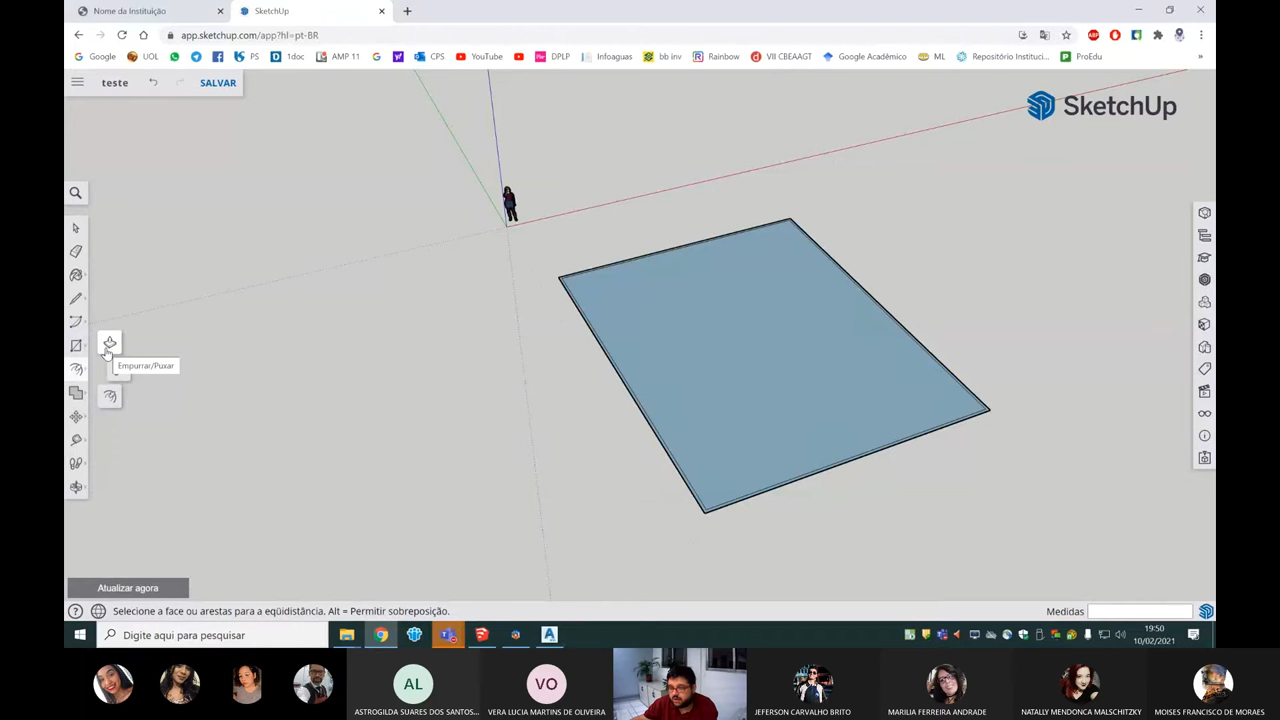 Nome da Instituição
SketchUp
app.sketchup.com/app?hl=pt-BR
Google
UOL
PS
1doc
AMP 11
CPS
YouTube
DPLP
Infoaguas
bb inv
Rainbow
VII CBEAAGT
Google Acadêmico
ML
Repositório Instituci...
ProEdu
teste
SALVAR
SketchUp
Empurrar/Puxar
Atualizar agora
Selecione a face ou arestas para a eqüidistância. Alt = Permitir sobreposição.
Medidas
Digite aqui para pesquisar
19:50
10/02/2021
AL
VO
ASTROGILDA SUARES DOS SANTOS...
VERA LUCIA MARTINS DE OLIVEIRA
JEFERSON CARVALHO BRITO
MARILIA FERREIRA ANDRADE
NATALLY MENDONCA MALSCHITZKY
MOISES FRANCISCO DE MORAES